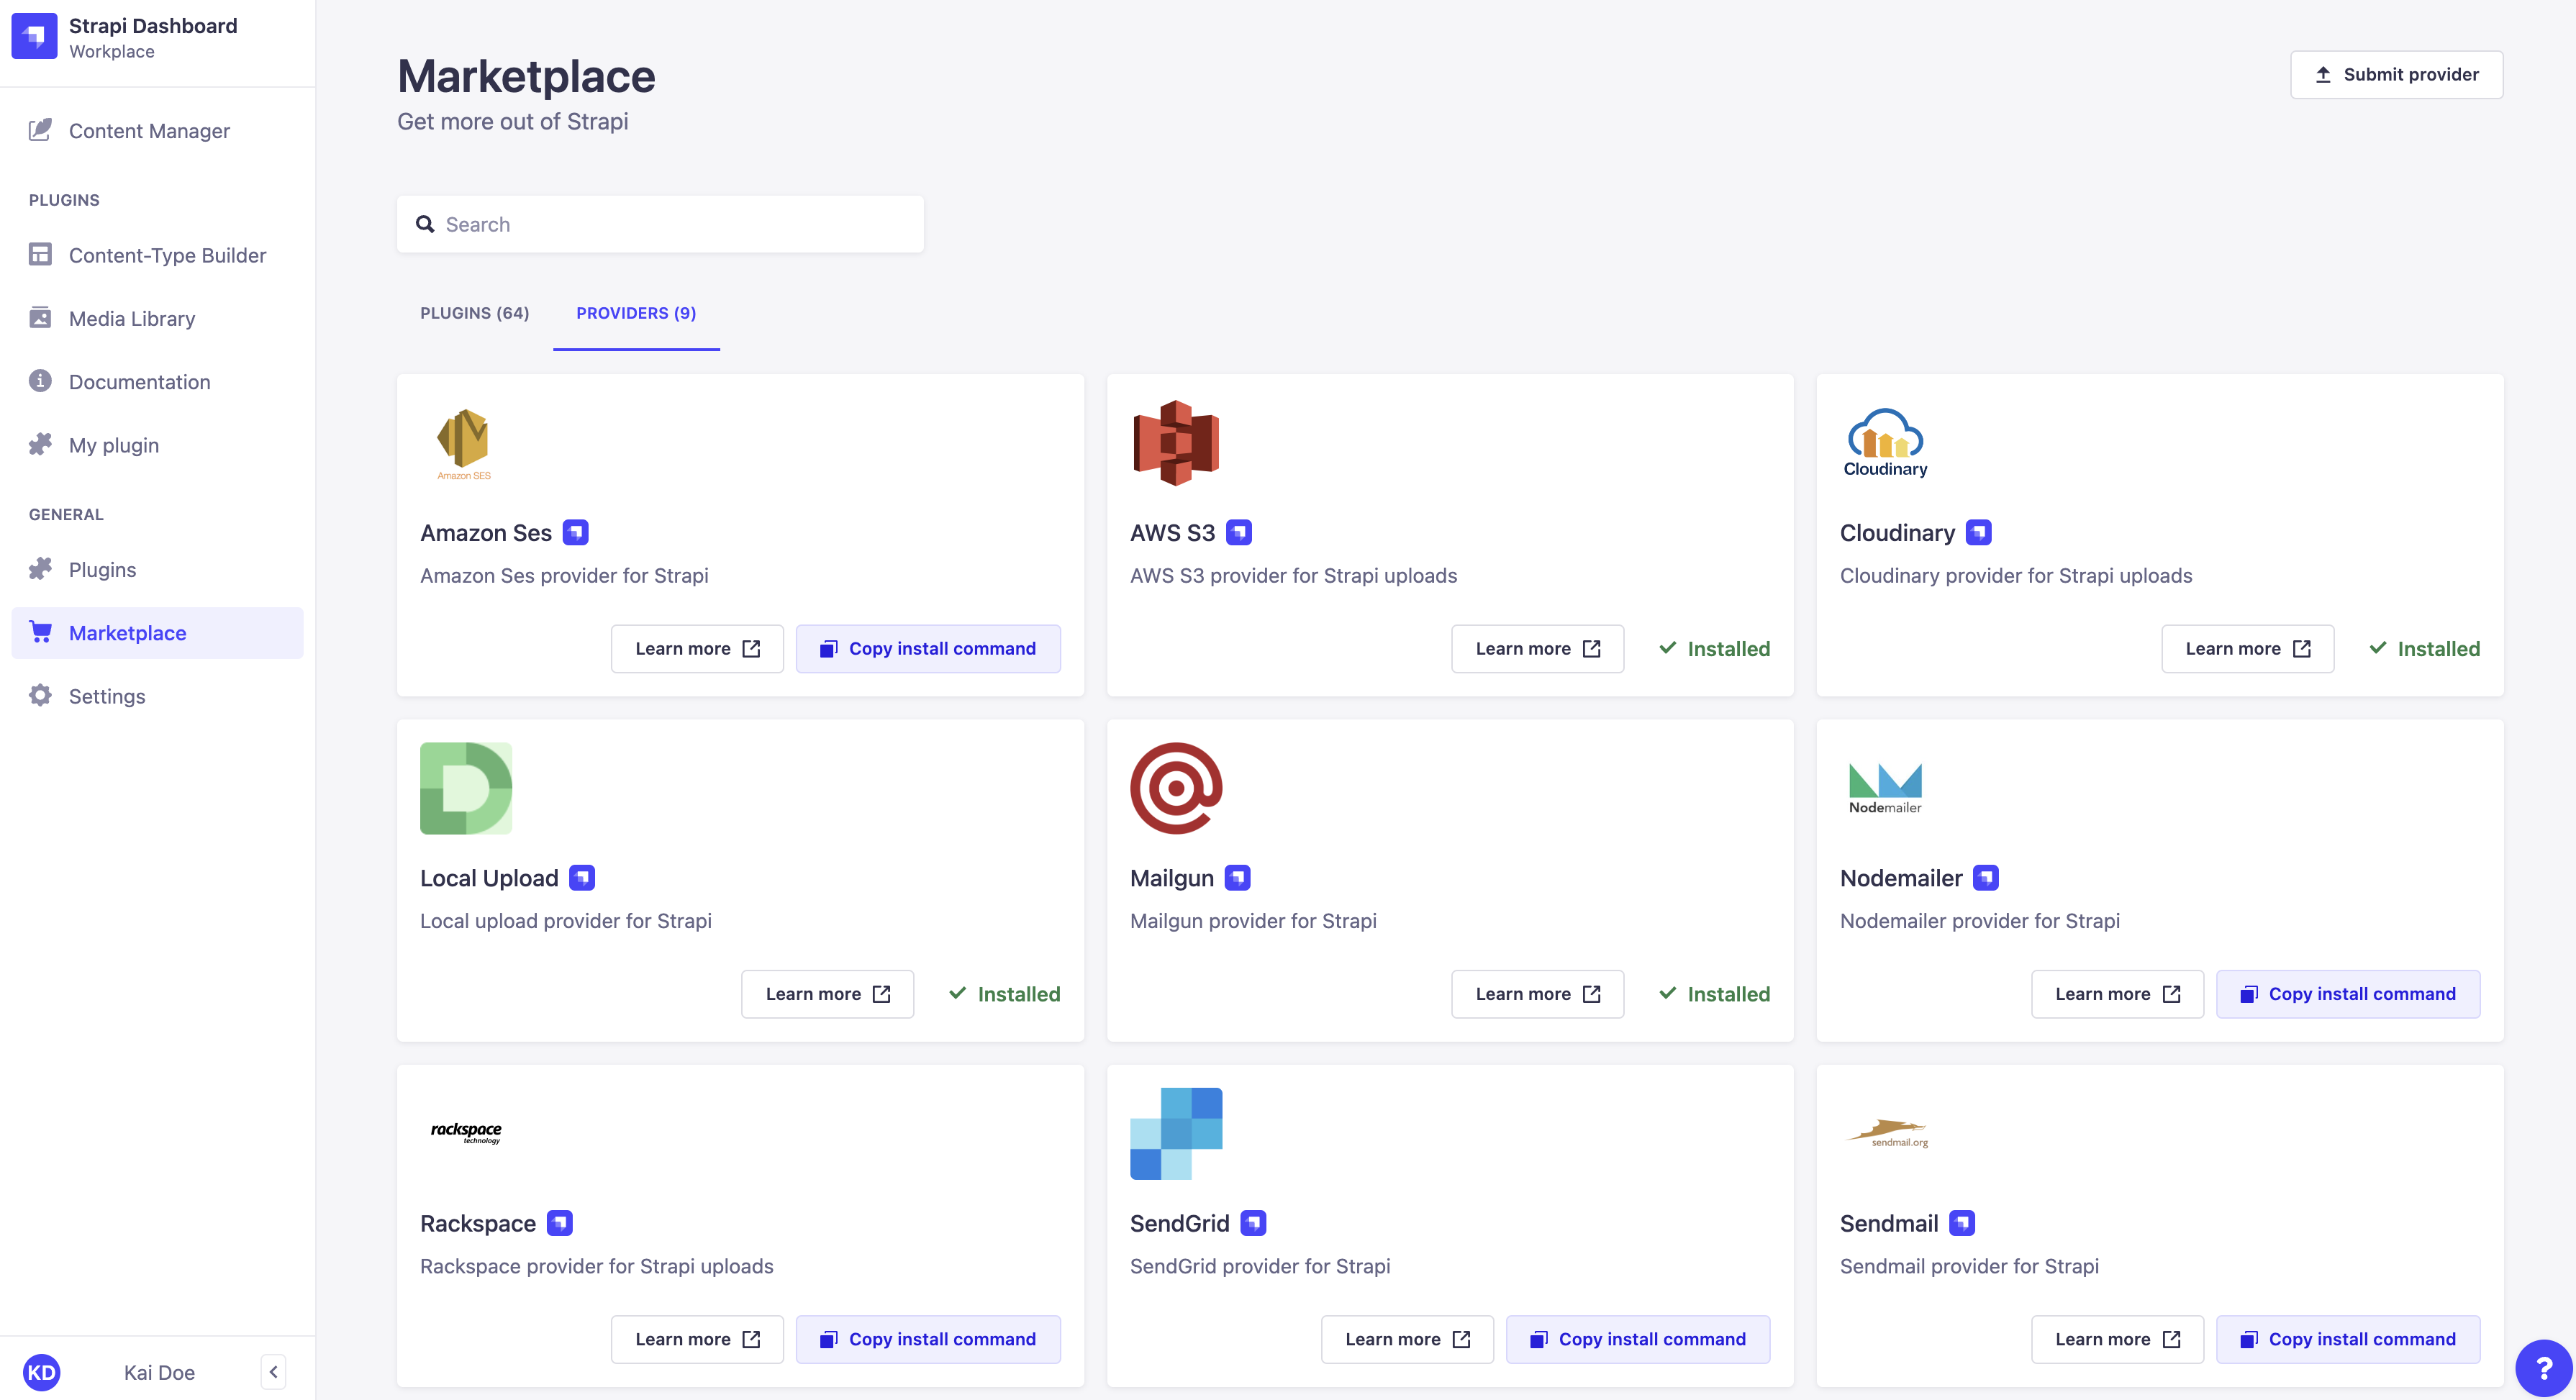 Strapi Dashboard
Workplace
Content Manager
PLUGINS
Content-Type Builder
Media Library
Documentation
My plugin
GENERAL
Plugins
Marketplace
Settings
KD
Kai Doe
Marketplace
Get more out of Strapi
Submit provider
Search
PLUGINS (64)
PROVIDERS (9)
Amazon SES
Amazon Ses
Amazon Ses provider for Strapi
Learn more
Copy install command
AWS S3
AWS S3 provider for Strapi uploads
Learn more
Installed
Cloudinary
Cloudinary
Cloudinary provider for Strapi uploads
Learn more
Installed
Local Upload
Local upload provider for Strapi
Learn more
Installed
Mailgun
Mailgun provider for Strapi
Learn more
Installed
Nodemailer
Nodemailer
Nodemailer provider for Strapi
Learn more
Copy install command
rackspace
technology
Rackspace
Rackspace provider for Strapi uploads
Learn more
Copy install command
SendGrid
SendGrid provider for Strapi
Learn more
Copy install command
sendmail.org
Sendmail
Sendmail provider for Strapi
Learn more
Copy install command
?